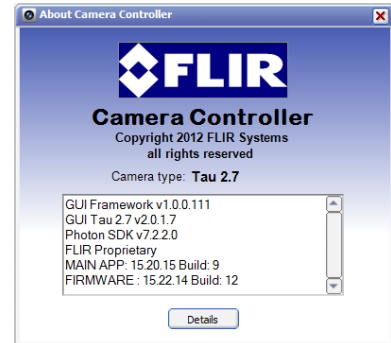 About Camera Controller
FLIR
Camera Controller
Copyright 2012 FLIR Systems
all rights reserved
Camera type: Tau 2.7
GUI Framework v1.0.0.111
GUI Tau 2.7 v2.0.1.7
Photon SDK v7.2.2.0
FLIR Proprietary
MAIN APP: 15.20.15 Build: 9
FIRMWARE : 15.22.14 Build: 12
Details